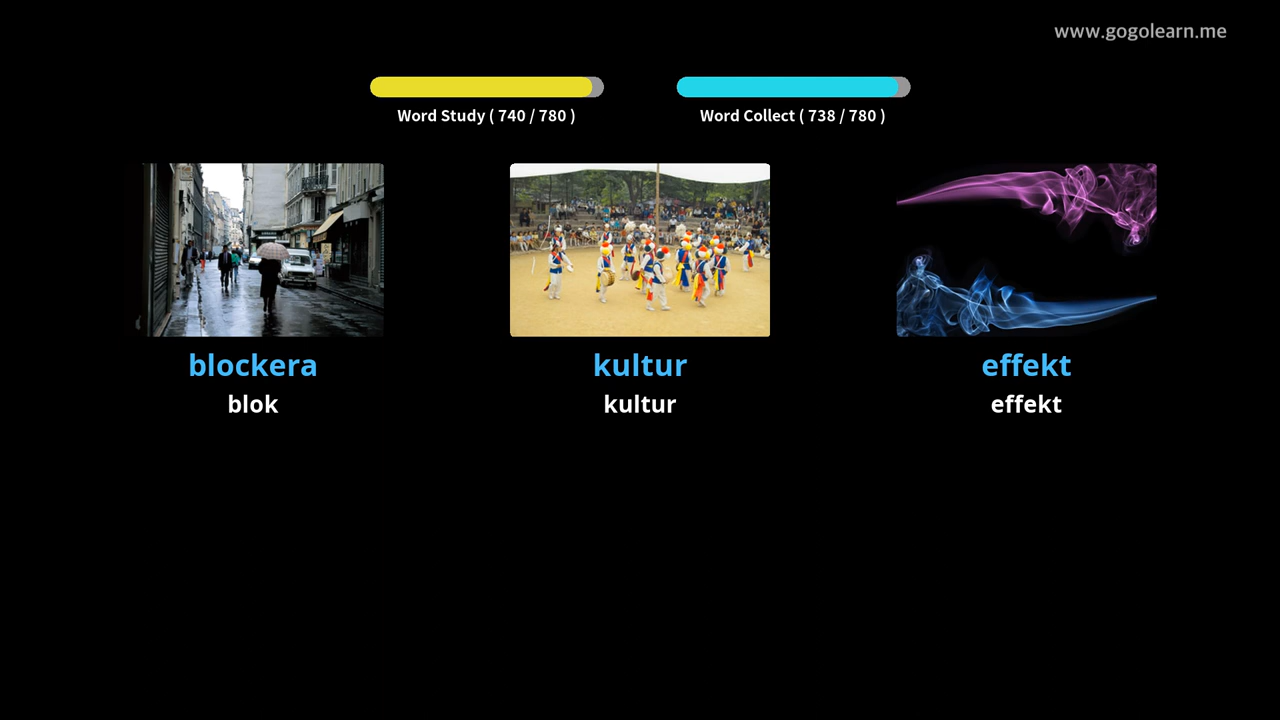 www.gogolearn.me
Word Study ( 740 / 780 )
Word Collect ( 738 / 780 )
blockera
blok
kultur
kultur
effekt
effekt